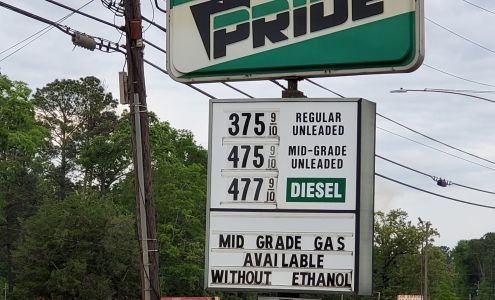 PRIDE
375 9/10 REGULAR UNLEADED
475 9/10 MID-GRADE UNLEADED
477 9/10 DIESEL
MID GRADE GAS
AVAILABLE
WITHOUT ETHANOL